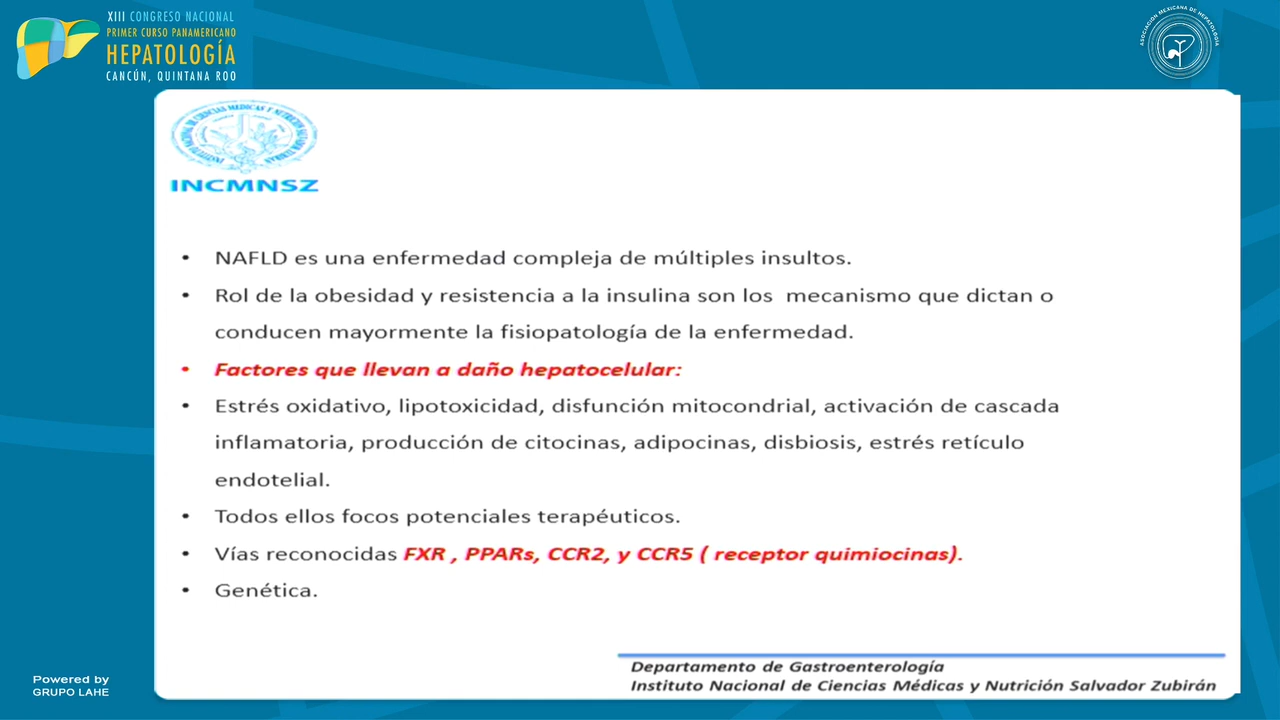 XIII CONGRESO NACIONAL
PRIMER CURSO PANAMERICANO
HEPATOLOGÍA
CANCÚN, QUINTANA ROO
ASOCIACIÓN MEXICANA DE HEPATOLOGÍA
INCMNSZ
• NAFLD es una enfermedad compleja de múltiples insultos.
• Rol de la obesidad y resistencia a la insulina son los mecanismo que dictan o
conducen mayormente la fisiopatología de la enfermedad.
• Factores que llevan a daño hepatocelular:
• Estrés oxidativo, lipotoxicidad, disfunción mitocondrial, activación de cascada
inflamatoria, producción de citocinas, adipocinas, disbiosis, estrés retículo
endotelial.
• Todos ellos focos potenciales terapéuticos.
• Vías reconocidas FXR , PPARs, CCR2, y CCR5 ( receptor quimiocinas).
• Genética.
Departamento de Gastroenterología
Instituto Nacional de Ciencias Médicas y Nutrición Salvador Zubirán
Powered by
GRUPO LAHE